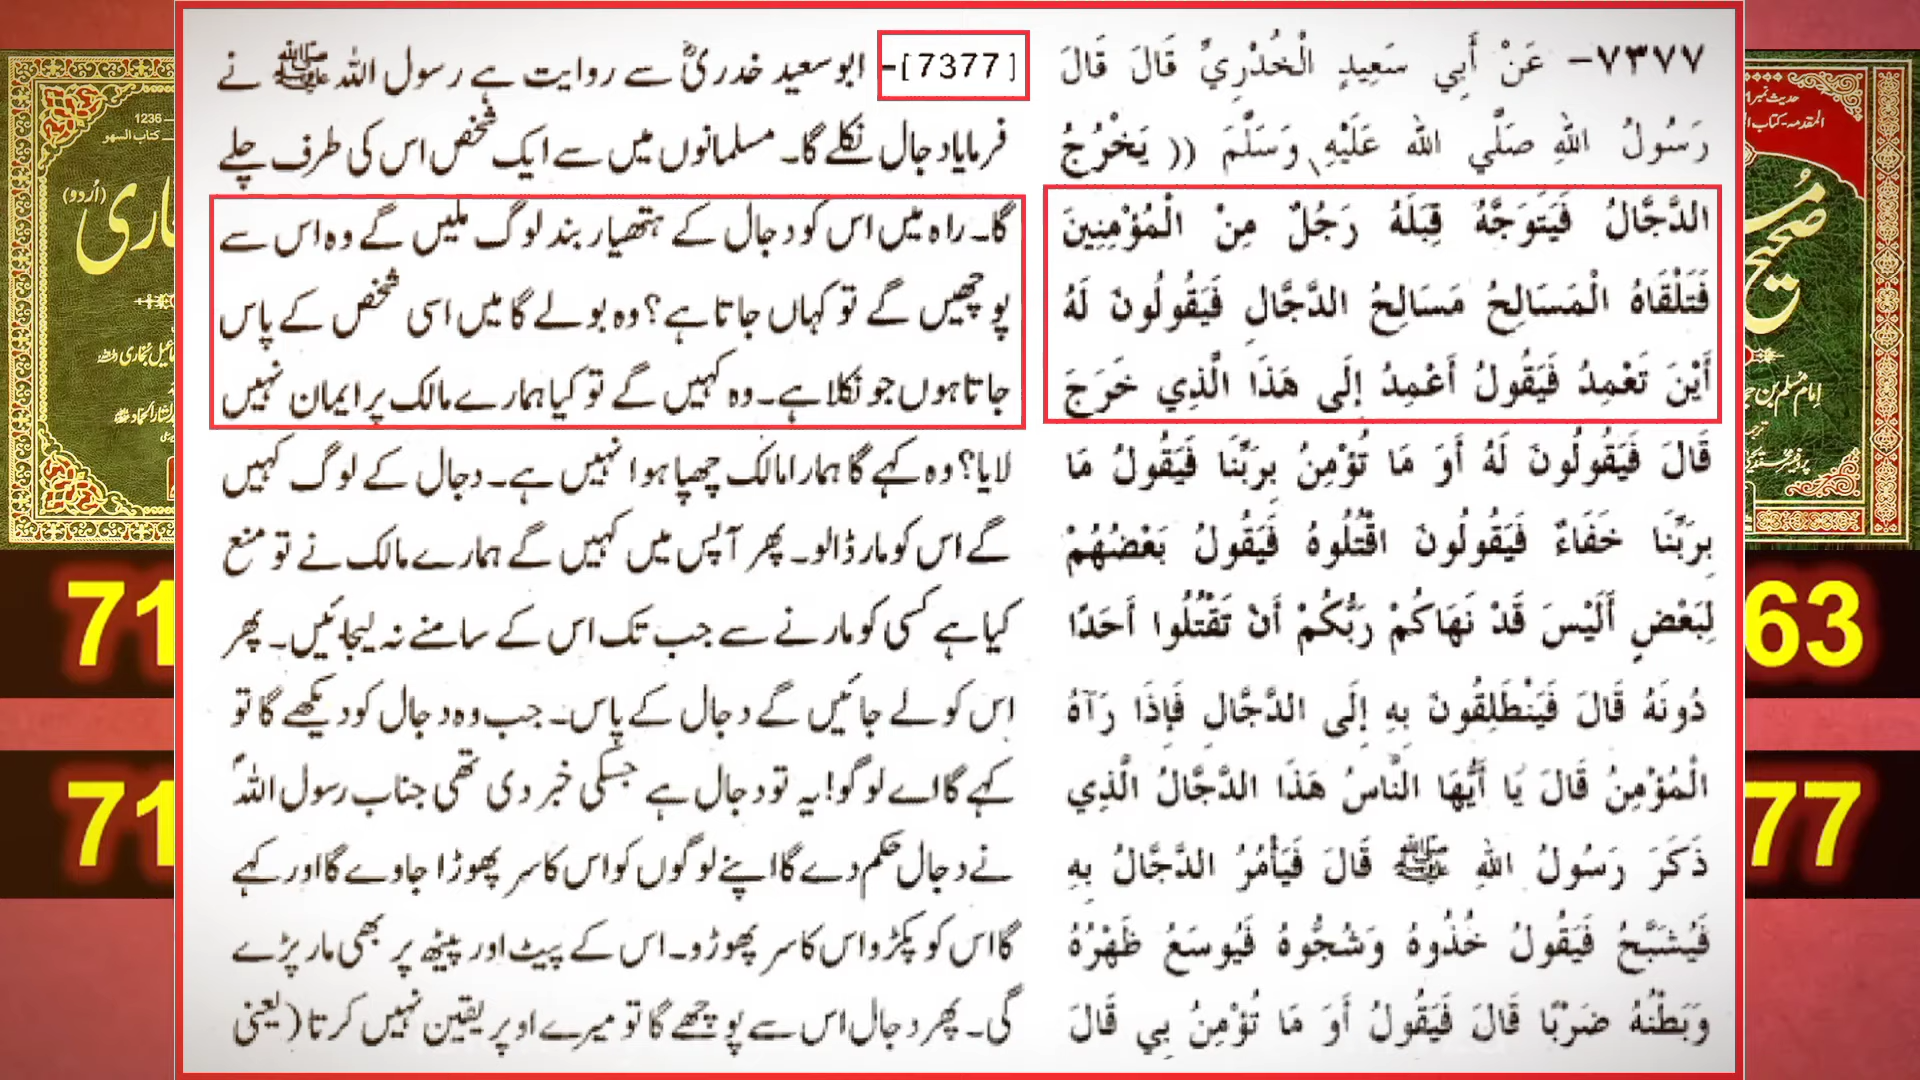 ٧٣٧٧- عَنْ أَبِي سَعِيدٍ الْخُدْرِيِّ قَالَ قَالَ
رَسُولُ اللهِ صَلَّي الله عَلَيْهِ وَسَلَّمَ (( يَخْرُجُ
الدَّجَّالُ فَيَتَوَجَّهُ قِبَلَهُ رَجُلٌ مِنْ الْمُؤْمِنِينَ
فَتَلْقَاهُ الْمَسَالِحُ مَسَالِحُ الدَّجَّالِ فَيَقُولُونَ لَهُ
أَيْنَ تَعْمِدُ فَيَقُولُ أَعْمِدُ إِلَى هَذَا الَّذِي خَرَجَ
قَالَ فَيَقُولُونَ لَهُ أَوَ مَا تُؤْمِنُ بِرَبِّنَا فَيَقُولُ مَا
بِرَبِّنَا خَفَاءٌ فَيَقُولُونَ اقْتُلُوهُ فَيَقُولُ بَعْضُهُمْ
لِبَعْضٍ أَلَيْسَ قَدْ نَهَاكُمْ رَبُّكُمْ أَنْ تَقْتُلُوا أَحَدًا
دُونَهُ قَالَ فَيَنْطَلِقُونَ بِهِ إِلَى الدَّجَّالِ فَإِذَا رَآهُ
الْمُؤْمِنُ قَالَ يَا أَيُّهَا النَّاسُ هَذَا الدَّجَّالُ الَّذِي
ذَكَرَ رَسُولُ اللهِ ﷺ قَالَ فَيَأْمُرُ الدَّجَّالُ بِهِ
فَيُشَبَّحُ فَيَقُولُ خُذُوهُ وَشُجُّوهُ فَيُوسَعُ ظَهْرُهُ
وَبَطْنُهُ ضَرْبًا قَالَ فَيَقُولُ أَوَ مَا تُؤْمِنُ بِي قَالَ
[7377]- ابو سعید خدریؓ سے روایت ہے رسول اللہ ﷺ نے
فرمایا دجال نکلے گا۔ مسلمانوں میں سے ایک شخص اس کی طرف چلے
گا۔ راہ میں اس کو دجال کے ہتھیار بند لوگ ملیں گے وہ اس سے
پوچھیں گے تو کہاں جاتا ہے؟ وہ بولے گا میں اسی شخص کے پاس
جاتا ہوں جو نکلا ہے۔ وہ کہیں گے تو کیا ہمارے مالک پر ایمان نہیں
لایا؟ وہ کہے گا ہمارا مالک چھپا ہوا نہیں ہے۔ دجال کے لوگ کہیں
گے اس کو مار ڈالو۔ پھر آپس میں کہیں گے ہمارے مالک نے تو منع
کیا ہے کسی کو مارنے سے جب تک اس کے سامنے نہ لیجائیں۔ پھر
اس کو لے جائیں گے دجال کے پاس۔ جب وہ دجال کو دیکھے گا تو
کہے گا اے لوگو! یہ تو دجال ہے جسکی خبر دی تھی جناب رسول اللہؐ
نے دجال حکم دے گا اپنے لوگوں کو اس کا سر پھوڑا جاوے گا اور کہے
گا اس کو پکڑو اس کا سر پھوڑو۔ اس کے پیٹ اور پیٹھ پر بھی مار پڑے
گی۔ پھر دجال اس سے پوچھے گا تو میرے اوپر یقین نہیں کرتا (یعنی
1236
كتاب السهو
(اُردو)
حدیث نمبر
صحیح
71
63
71
77